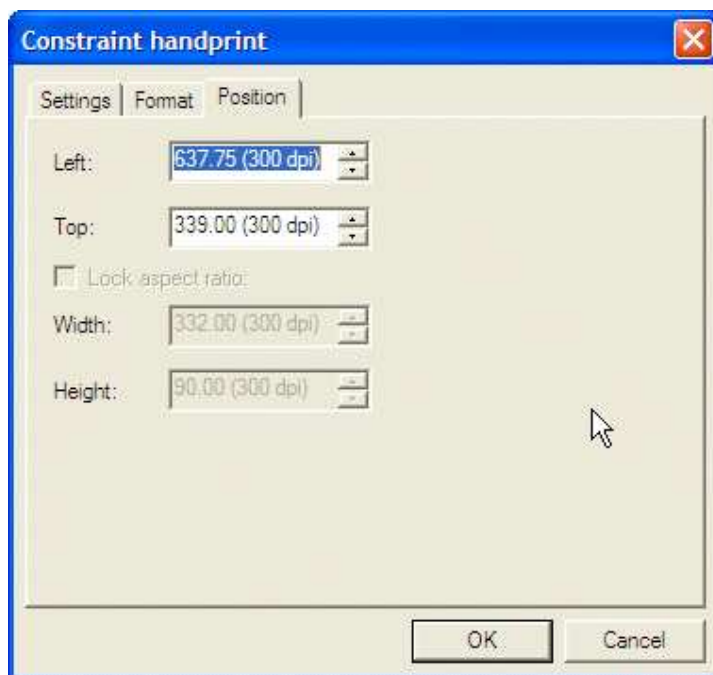 Constraint handprint
Settings Format Position
Left: 637.75 (300 dpi)
Top: 339.00 (300 dpi)
Lock aspect ratio:
Width: 332.00 (300 dpi)
Height: 90.00 (300 dpi)
OK Cancel